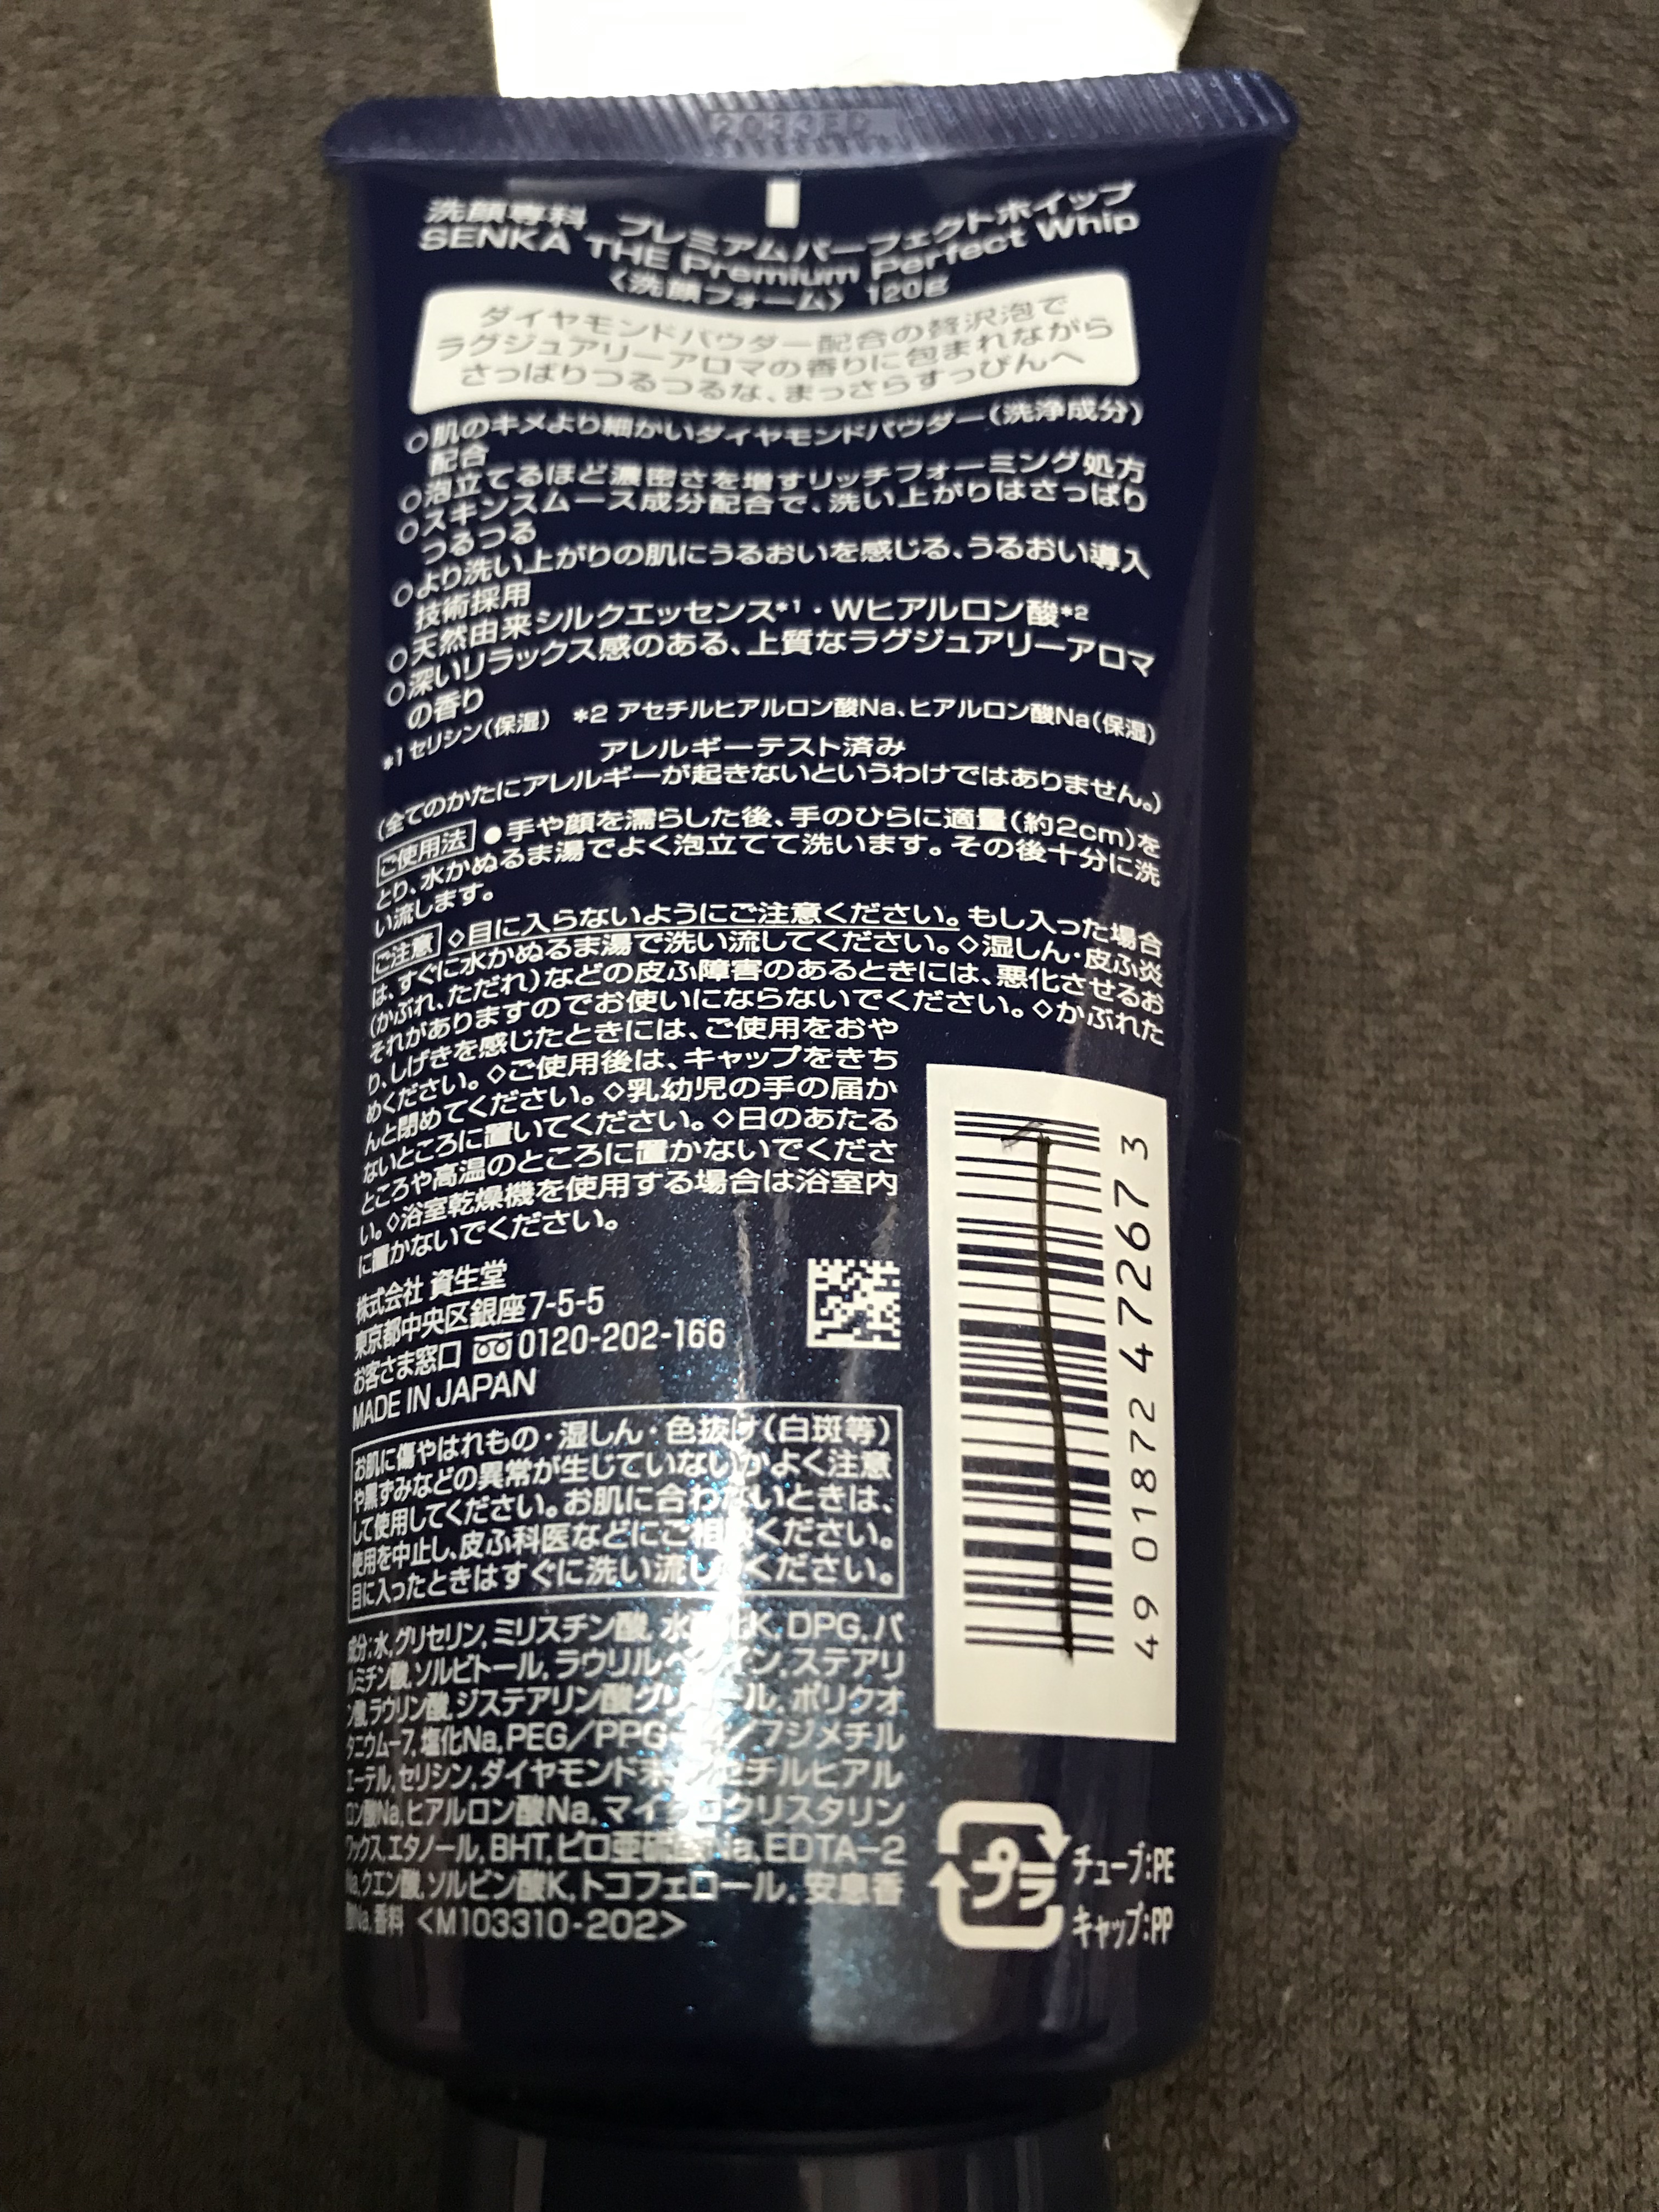 2033ED
洗顔専科 プレミアムパーフェクトホイップ
SENKA THE Premium Perfect Whip
〈洗顔フォーム〉 120g
ダイヤモンドパウダー配合の贅沢泡で
ラグジュアリーアロマの香りに包まれながら
さっぱりつるつるな、まっさらすっぴんへ
○肌のキメより細かいダイヤモンドパウダー(洗浄成分)
配合
○泡立てるほど濃密さを増すリッチフォーミング処方
○スキンスムース成分配合で、洗い上がりはさっぱり
つるつる
○より洗い上がりの肌にうるおいを感じる、うるおい導入
技術採用
○天然由来シルクエッセンス*1・Wヒアルロン酸*2
○深いリラックス感のある、上質なラグジュアリーアロマ
の香り
*1 セリシン(保湿) *2 アセチルヒアルロン酸Na、ヒアルロン酸Na(保湿)
アレルギーテスト済み
(全てのかたにアレルギーが起きないというわけではありません。)
ご使用法 ●手や顔を濡らした後、手のひらに適量(約2cm)を
とり、水かぬるま湯でよく泡立てて洗います。その後十分に洗
い流します。
ご注意 ◇目に入らないようにご注意ください。もし入った場合
は、すぐに水かぬるま湯で洗い流してください。◇湿しん・皮ふ炎
(かぶれ、ただれ)などの皮ふ障害のあるときには、悪化させるお
それがありますのでお使いにならないでください。◇かぶれた
り、しげきを感じたときには、ご使用をおや
めください。◇ご使用後は、キャップをきち
んと閉めてください。◇乳幼児の手の届か
ないところに置いてください。◇日のあたる
ところや高温のところに置かないでくださ
い。◇浴室乾燥機を使用する場合は浴室内
に置かないでください。
株式会社 資生堂
東京都中央区銀座7-5-5
お客さま窓口 0120-202-166
MADE IN JAPAN
お肌に傷やはれもの・湿しん・色抜け(白斑等)
や黒ずみなどの異常が生じていないかよく注意
して使用してください。お肌に合わないときは、
使用を中止し、皮ふ科医などにご相談ください。
目に入ったときはすぐに洗い流してください。
成分:水,グリセリン,ミリスチン酸,水酸化K,DPG,パ
ルミチン酸,ソルビトール,ラウリルベタイン,ステアリ
ン酸,ラウリン酸,ジステアリン酸グリコール,ポリクオ
タニウム-7,塩化Na,PEG/PPG-14/7ジメチル
エーテル,セリシン,ダイヤモンド末,アセチルヒアル
ロン酸Na,ヒアルロン酸Na,マイクロクリスタリン
ワックス,エタノール,BHT,ピロ亜硫酸Na,EDTA-2
Na,クエン酸,ソルビン酸K,トコフェロール,安息香
酸Na,香料 <M103310-202>
4901872472673
プラ
チューブ:PE
キャップ:PP